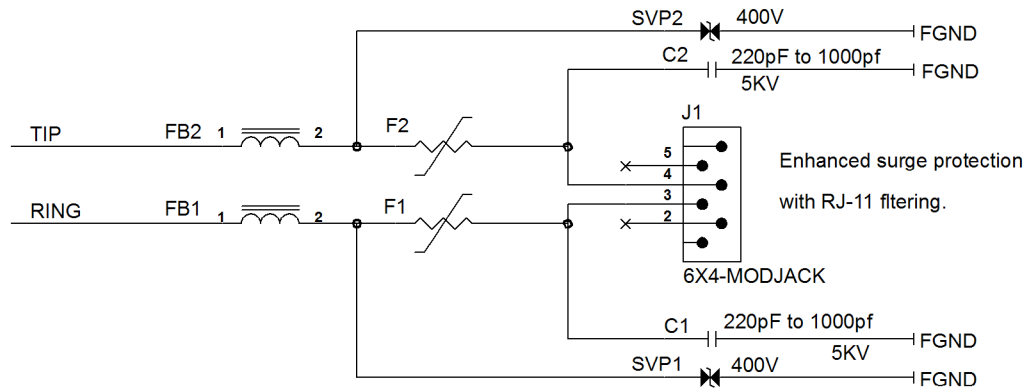 SVP2 400V FGND
C2 220pF to 1000pf FGND
5KV
J1
TIP FB2 1 2 F2
5
4
3
2
Enhanced surge protection
with RJ-11 fltering.
RING FB1 1 2 F1
6X4-MODJACK
C1 220pF to 1000pf FGND
5KV
SVP1 400V FGND